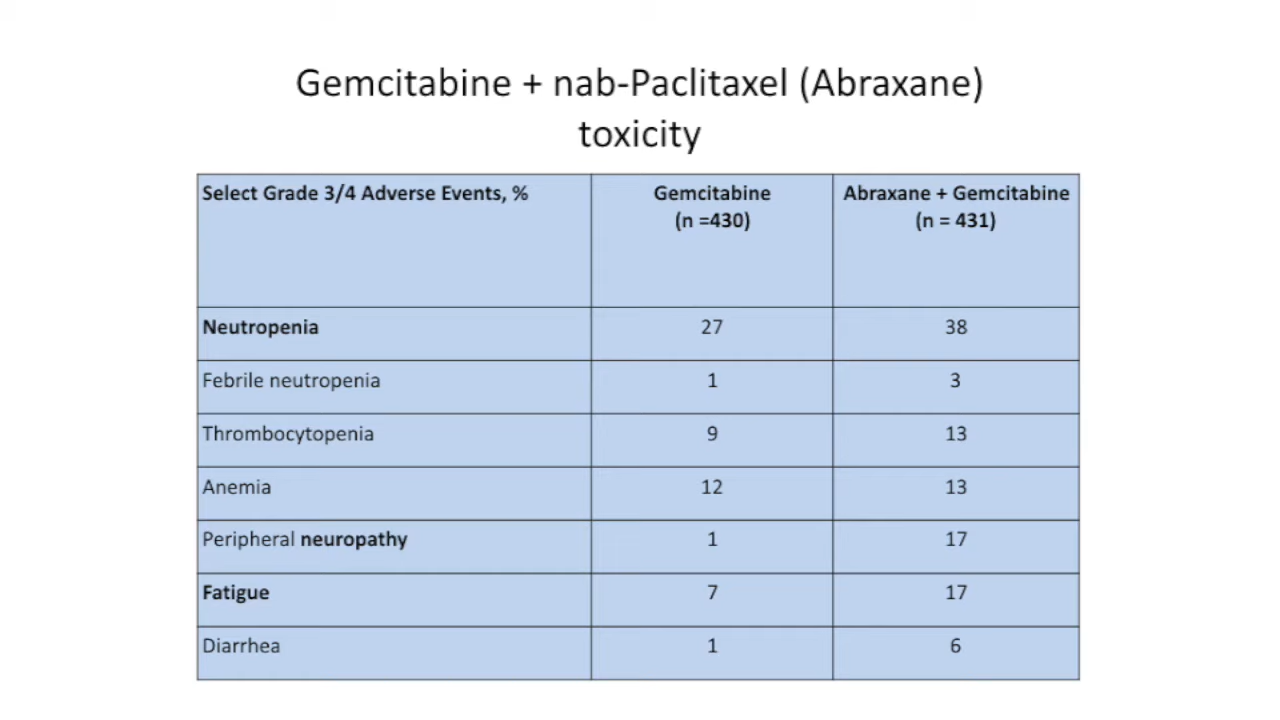 Gemcitabine + nab-Paclitaxel (Abraxane)
toxicity
Select Grade 3/4 Adverse Events, % Gemcitabine Abraxane + Gemcitabine
(n =430) (n = 431)
Neutropenia 27 38
Febrile neutropenia 1 3
Thrombocytopenia 9 13
Anemia 12 13
Peripheral neuropathy 1 17
Fatigue 7 17
Diarrhea 1 6